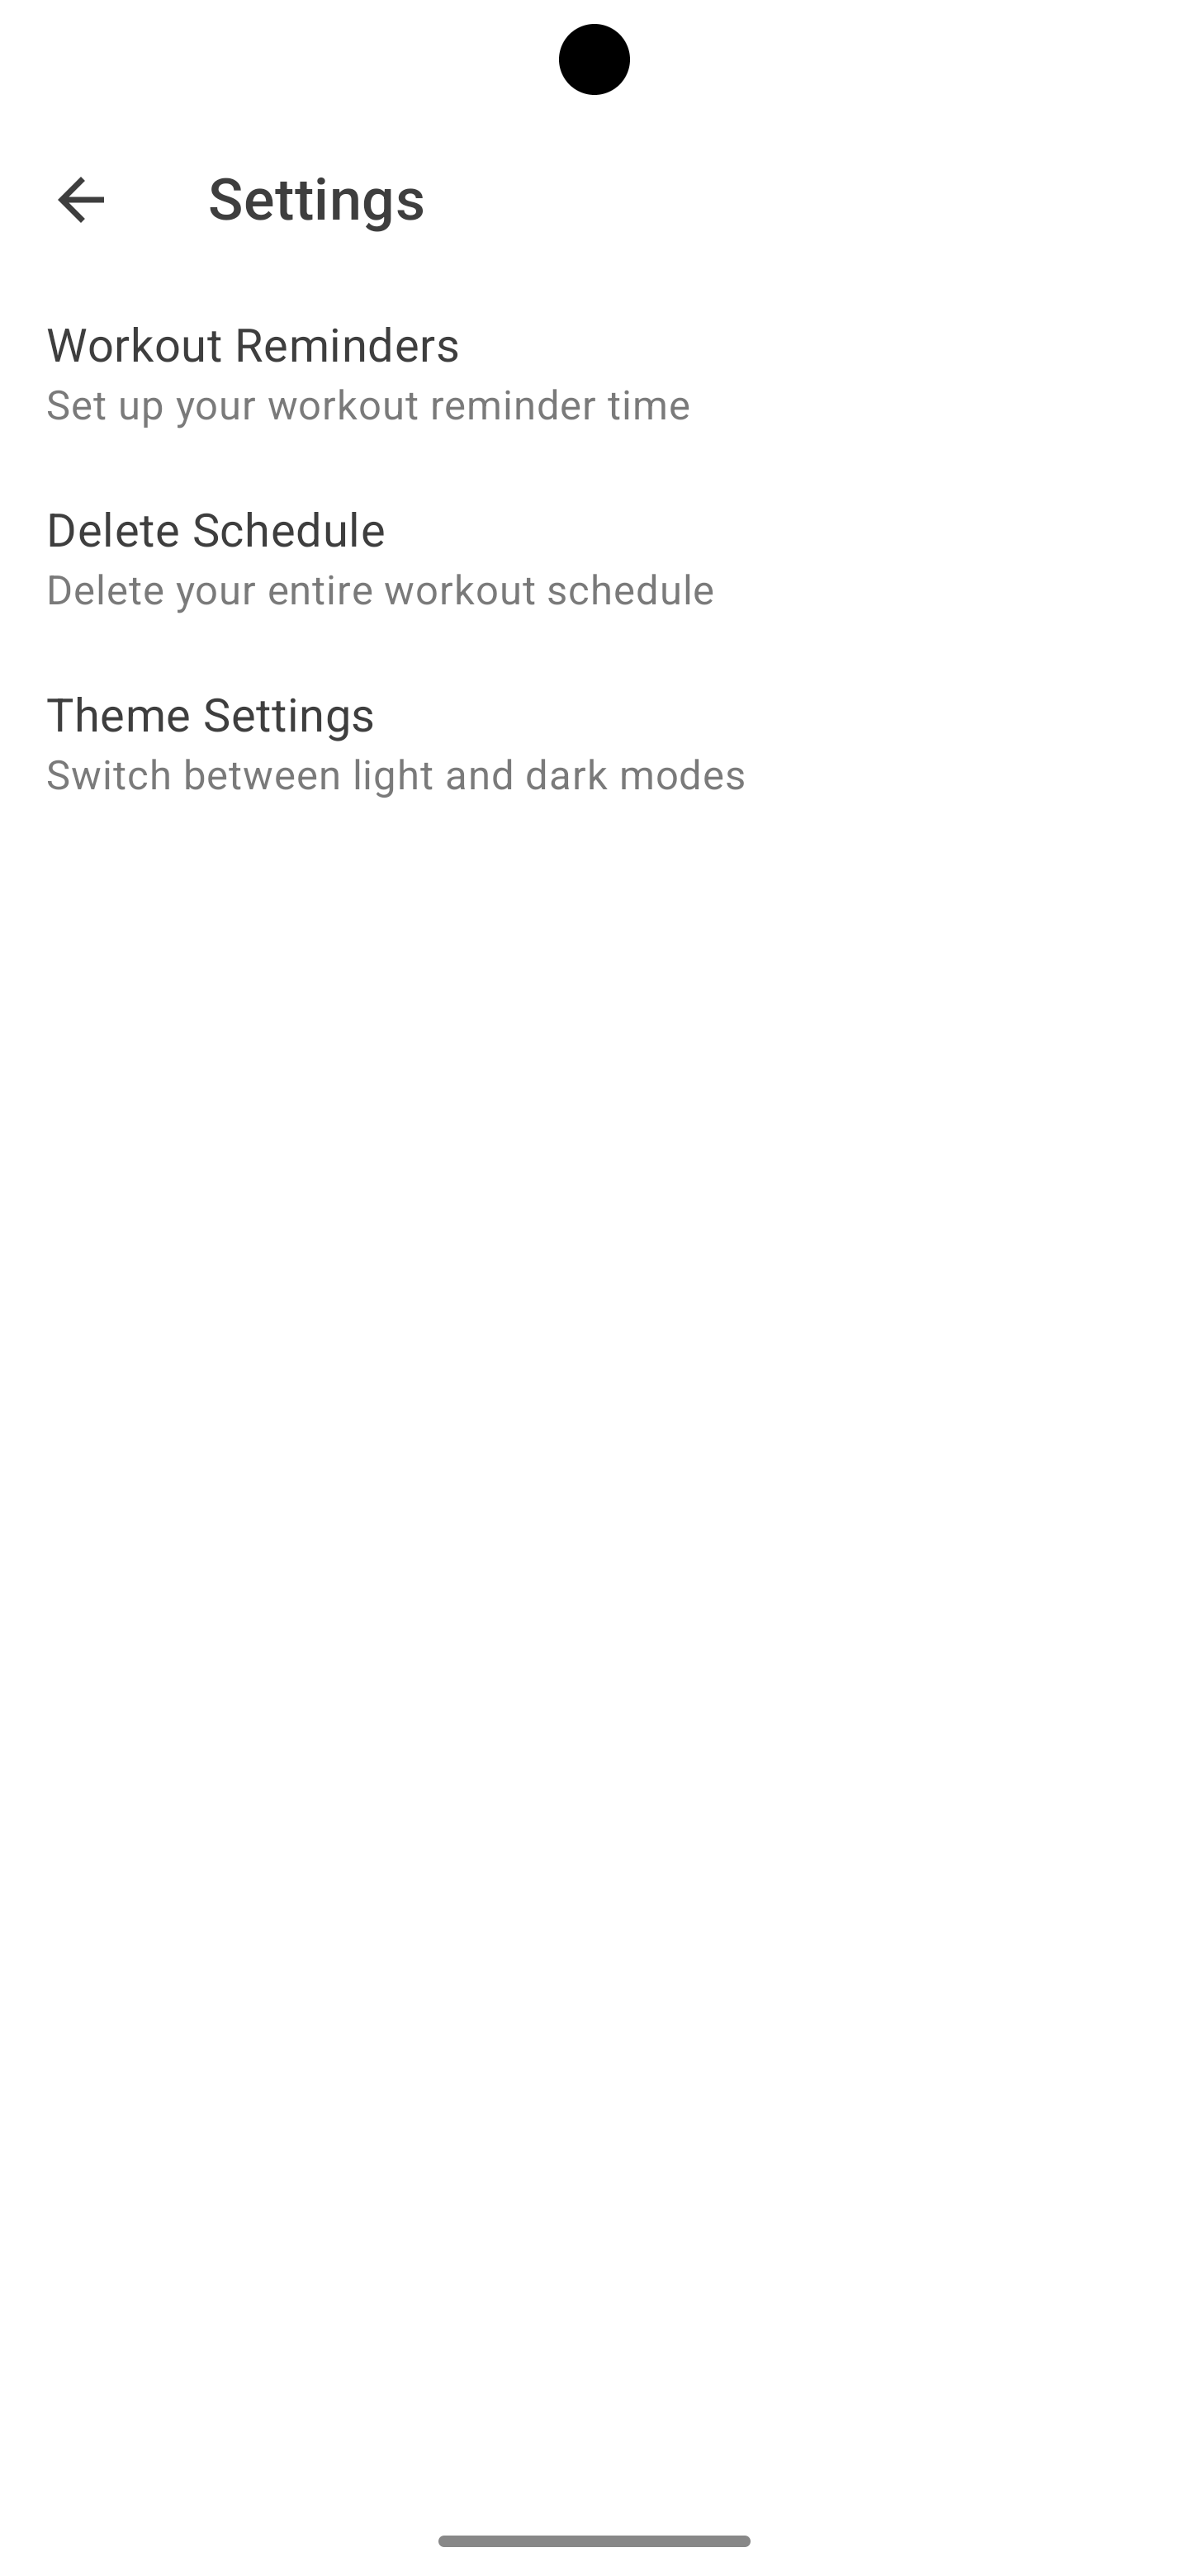 Settings
Workout Reminders
Set up your workout reminder time
Delete Schedule
Delete your entire workout schedule
Theme Settings
Switch between light and dark modes